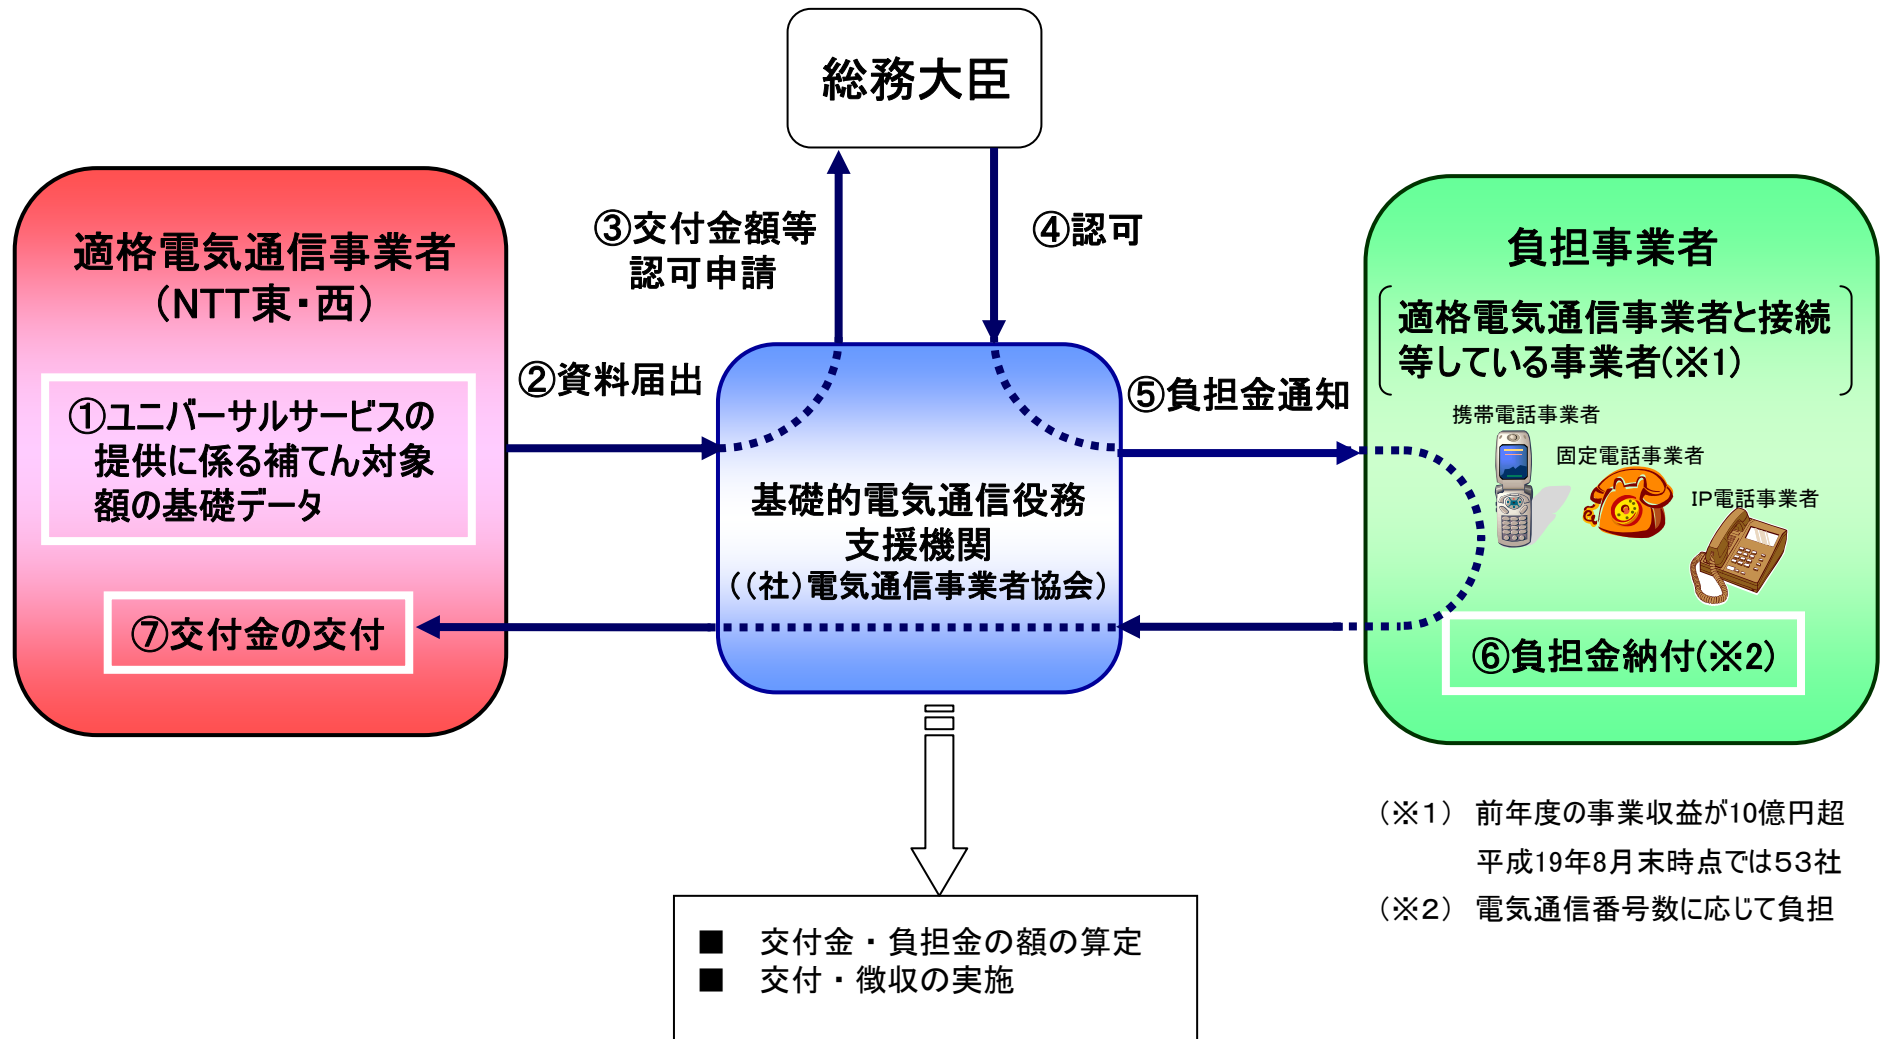 総務大臣
③交付金額等
認可申請
④認可
適格電気通信事業者
(NTT東・西)
①ユニバーサルサービスの
提供に係る補てん対象
額の基礎データ
⑦交付金の交付
②資料届出
基礎的電気通信役務
支援機関
((社)電気通信事業者協会)
⑤負担金通知
負担事業者
適格電気通信事業者と接続
等している事業者(※1)
携帯電話事業者
固定電話事業者
IP電話事業者
⑥負担金納付(※2)
(※1) 前年度の事業収益が10億円超
平成19年8月末時点では53社
(※2) 電気通信番号数に応じて負担
■ 交付金・負担金の額の算定
■ 交付・徴収の実施